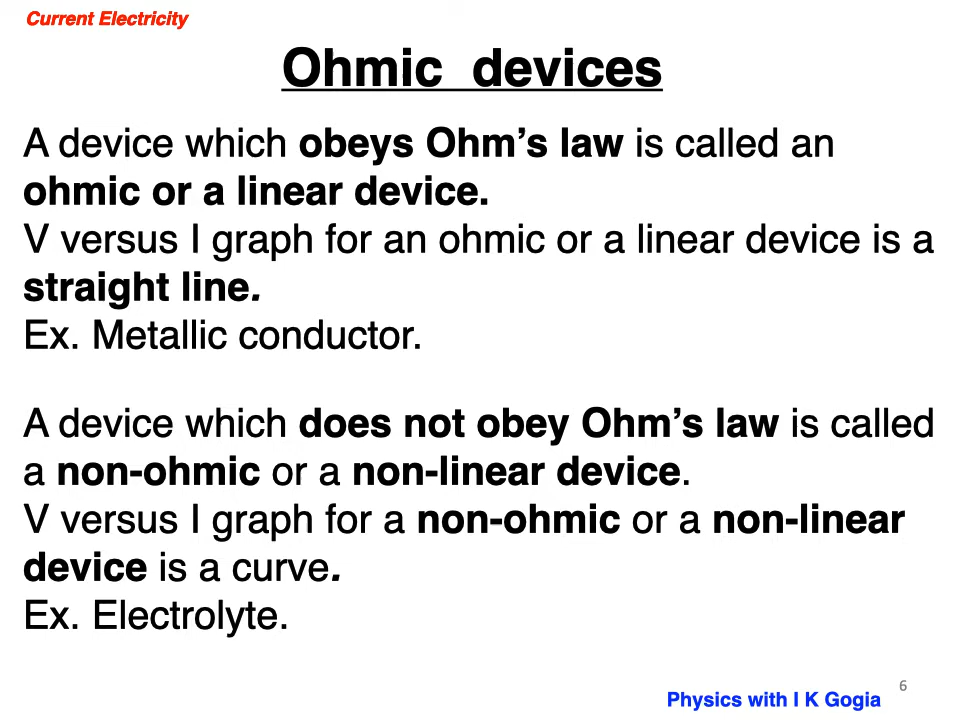 Current Electricity
Ohmic devices
A device which obeys Ohm’s law is called an
ohmic or a linear device.
V versus I graph for an ohmic or a linear device is a
straight line.
Ex. Metallic conductor.
A device which does not obey Ohm’s law is called
a non-ohmic or a non-linear device.
V versus I graph for a non-ohmic or a non-linear
device is a curve.
Ex. Electrolyte.
6
Physics with I K Gogia